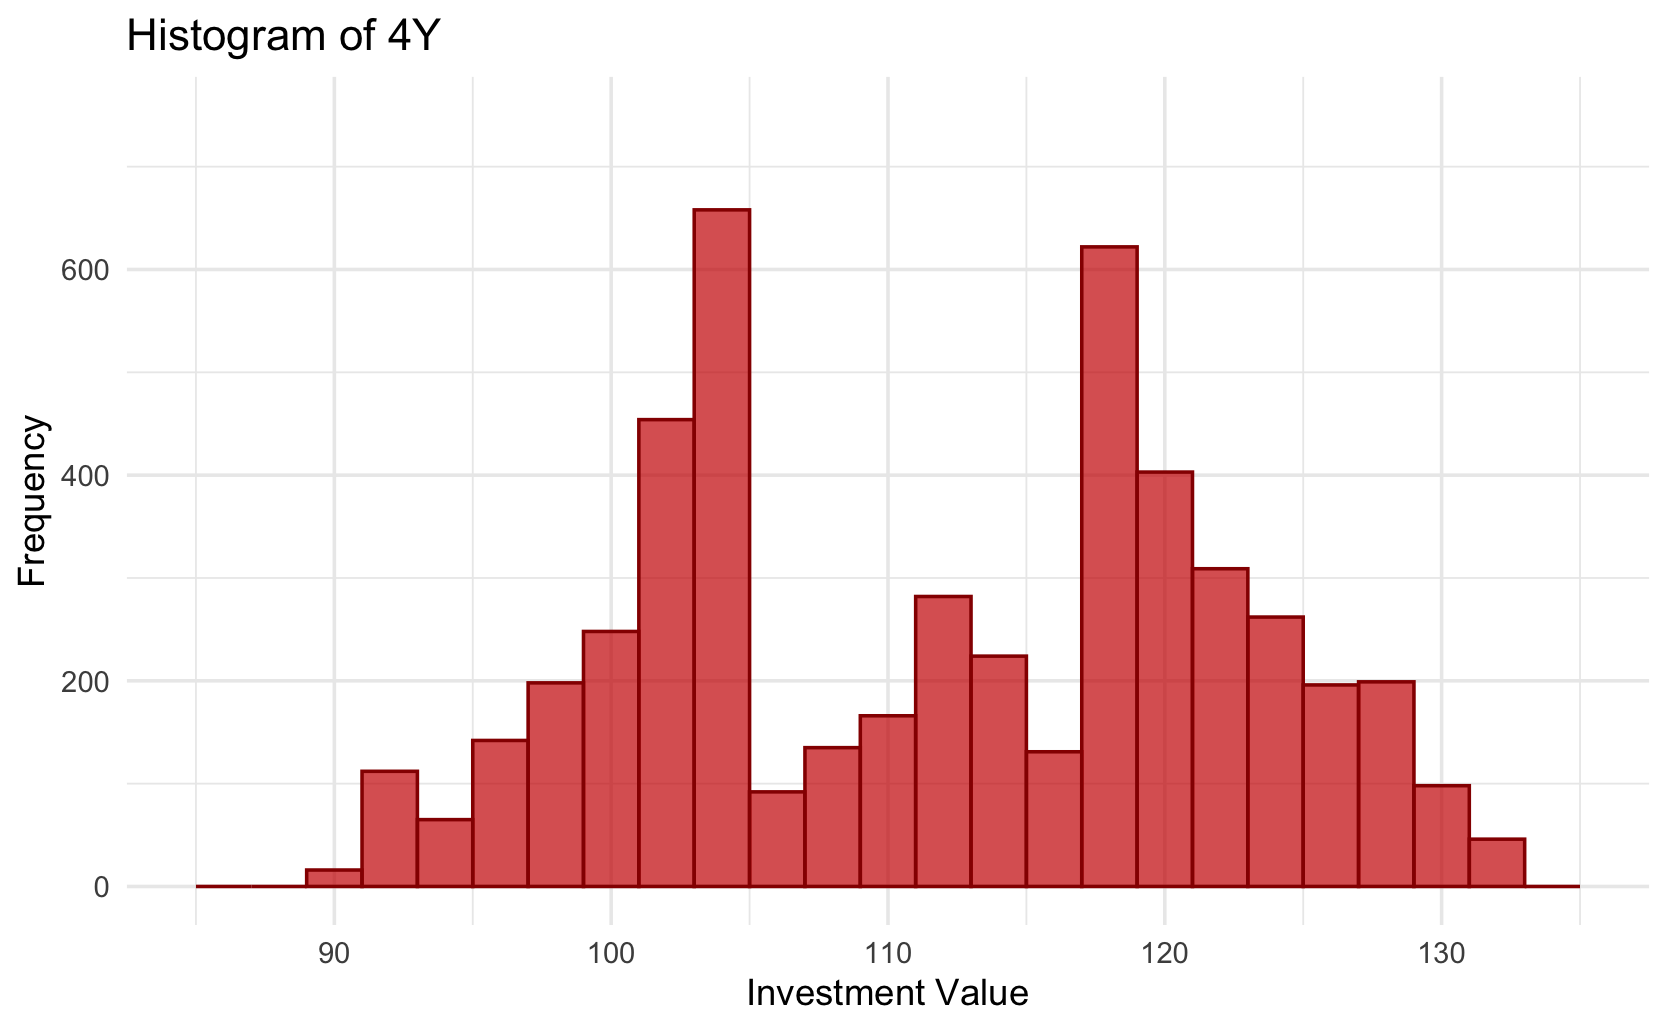 Histogram of 4Y
600
400
200
0
Frequency
90 100 110 120 130
Investment Value